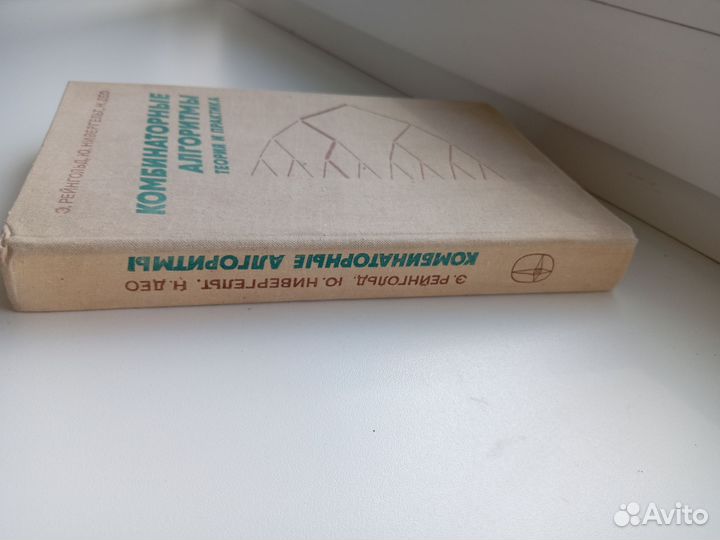 Э. РЕЙНГОЛЬД, Ю. НИВЕРГЕЛЬТ, Н. ДЕО
КОМБИНАТОРНЫЕ
АЛГОРИТМЫ
ТЕОРИЯ И ПРАКТИКА
Э. РЕЙНГОЛЬД, Ю. НИВЕРГЕЛЬТ, Н. ДЕО
КОМБИНАТОРНЫЕ АЛГОРИТМЫ
Avito